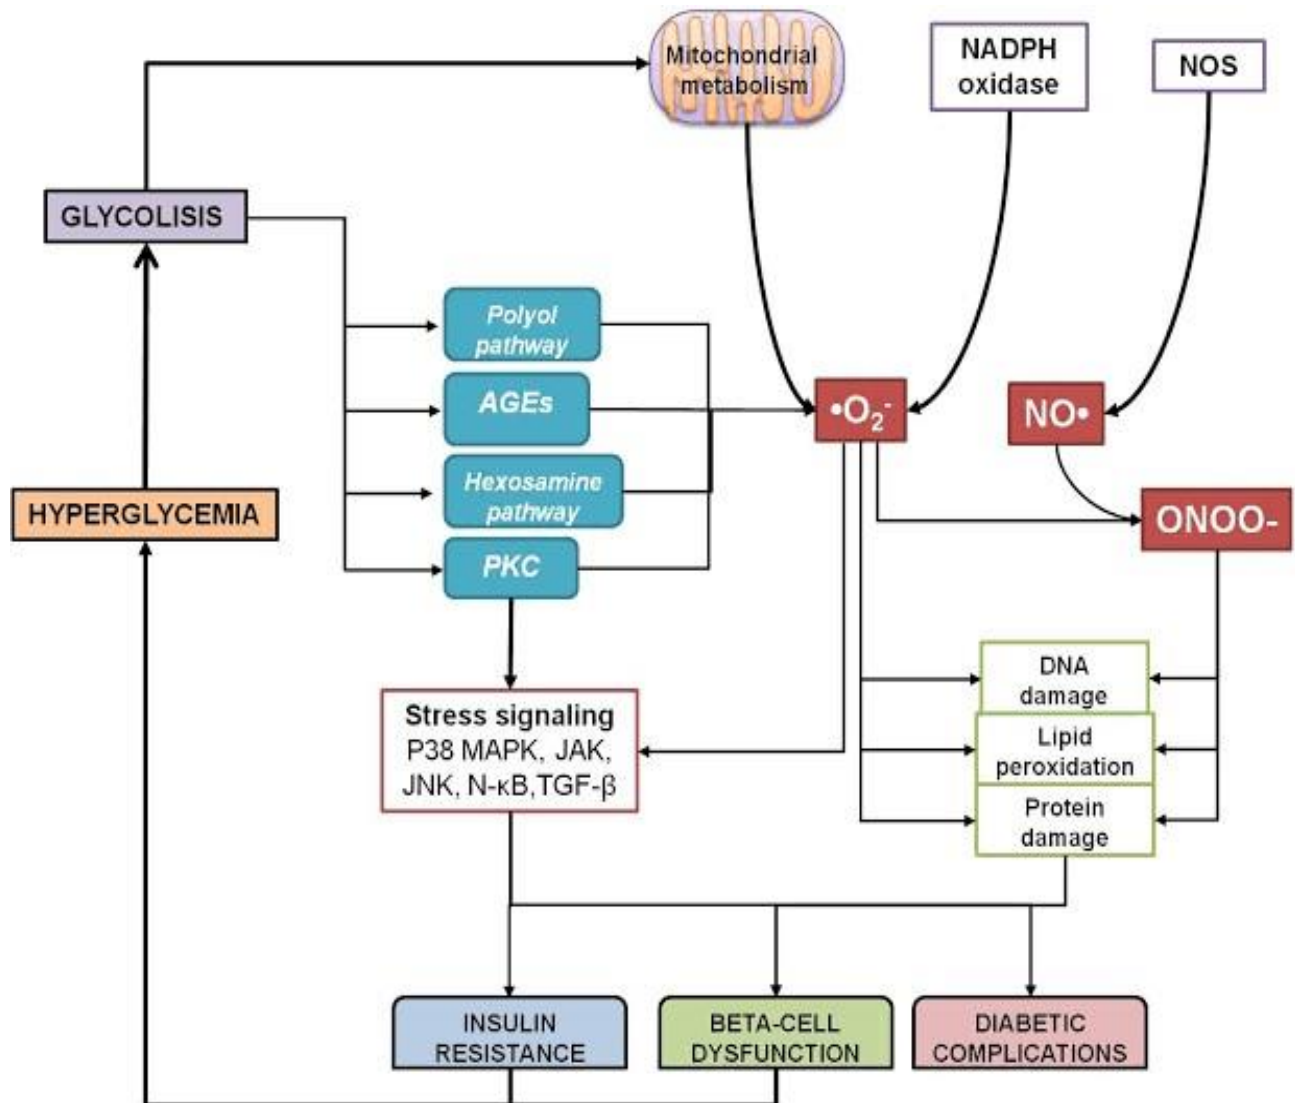 Mitochondrial
metabolism
NADPH
oxidase
NOS
GLYCOLISIS
Polyol
pathway
AGEs
•O₂⁻
NO•
Hexosamine
pathway
HYPERGLYCEMIA
ONOO-
PKC
DNA
damage
Stress signaling
P38 MAPK, JAK,
JNK, N-κB,TGF-β
Lipid
peroxidation
Protein
damage
INSULIN
RESISTANCE
BETA-CELL
DYSFUNCTION
DIABETIC
COMPLICATIONS